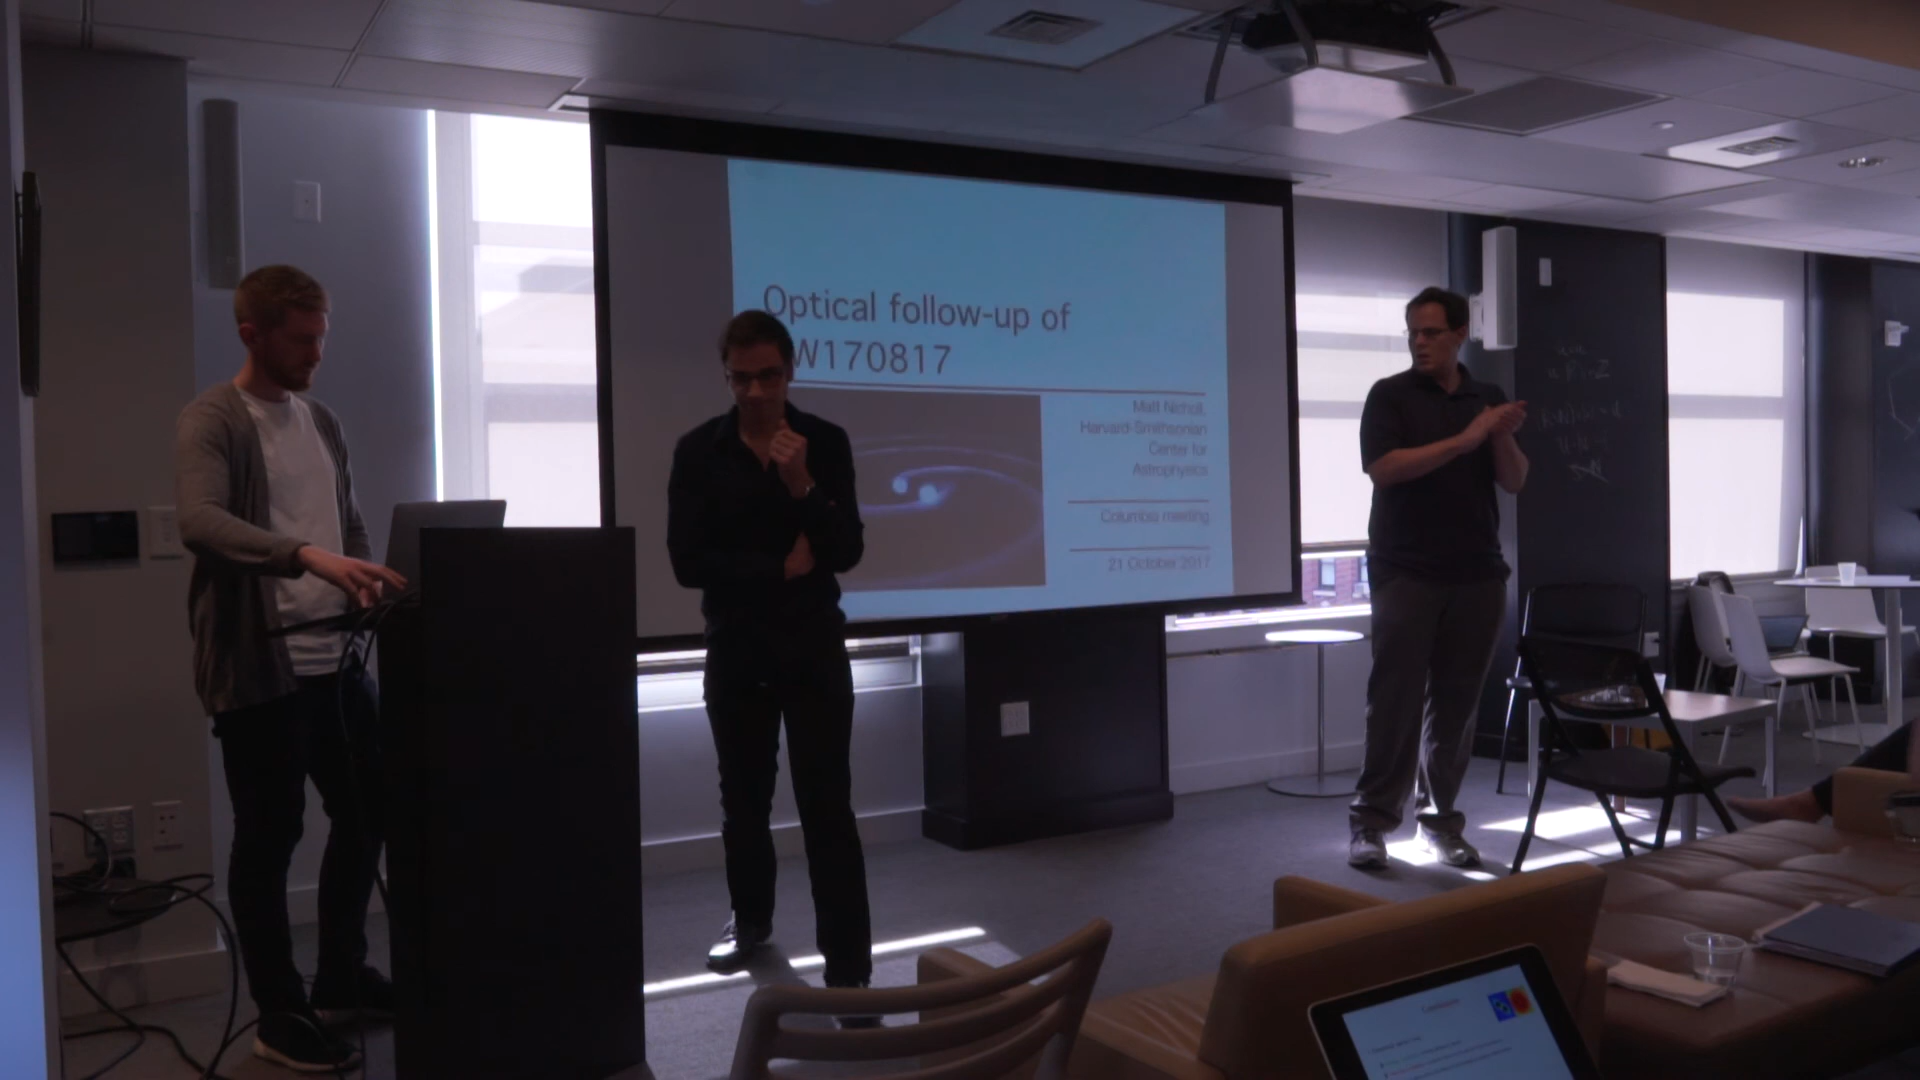 Optical follow-up of
W170817
Matt Nicholl,
Harvard-Smithsonian
Center for
Astrophysics
Columbia meeting
21 October 2017